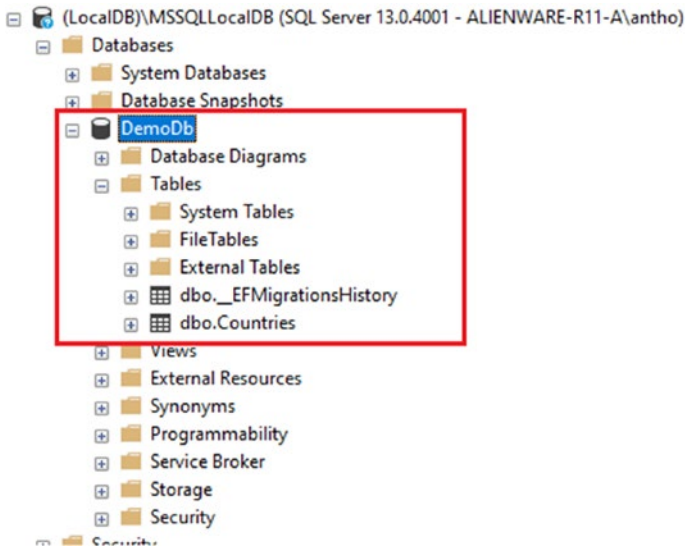 (LocalDB)\MSSQLLocalDB (SQL Server 13.0.4001 - ALIENWARE-R11-A\antho)
Databases
System Databases
Database Snapshots
DemoDb
Database Diagrams
Tables
System Tables
FileTables
External Tables
dbo.__EFMigrationsHistory
dbo.Countries
Views
External Resources
Synonyms
Programmability
Service Broker
Storage
Security
Security